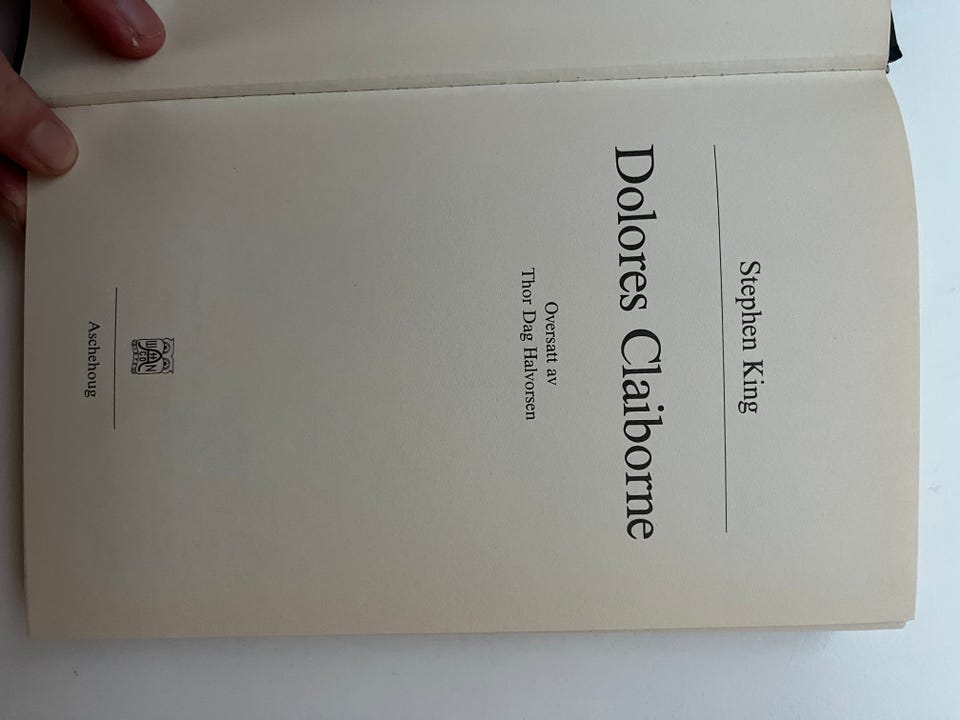 Stephen King
Dolores Claiborne
Oversatt av
Thor Dag Halvorsen
Aschehoug